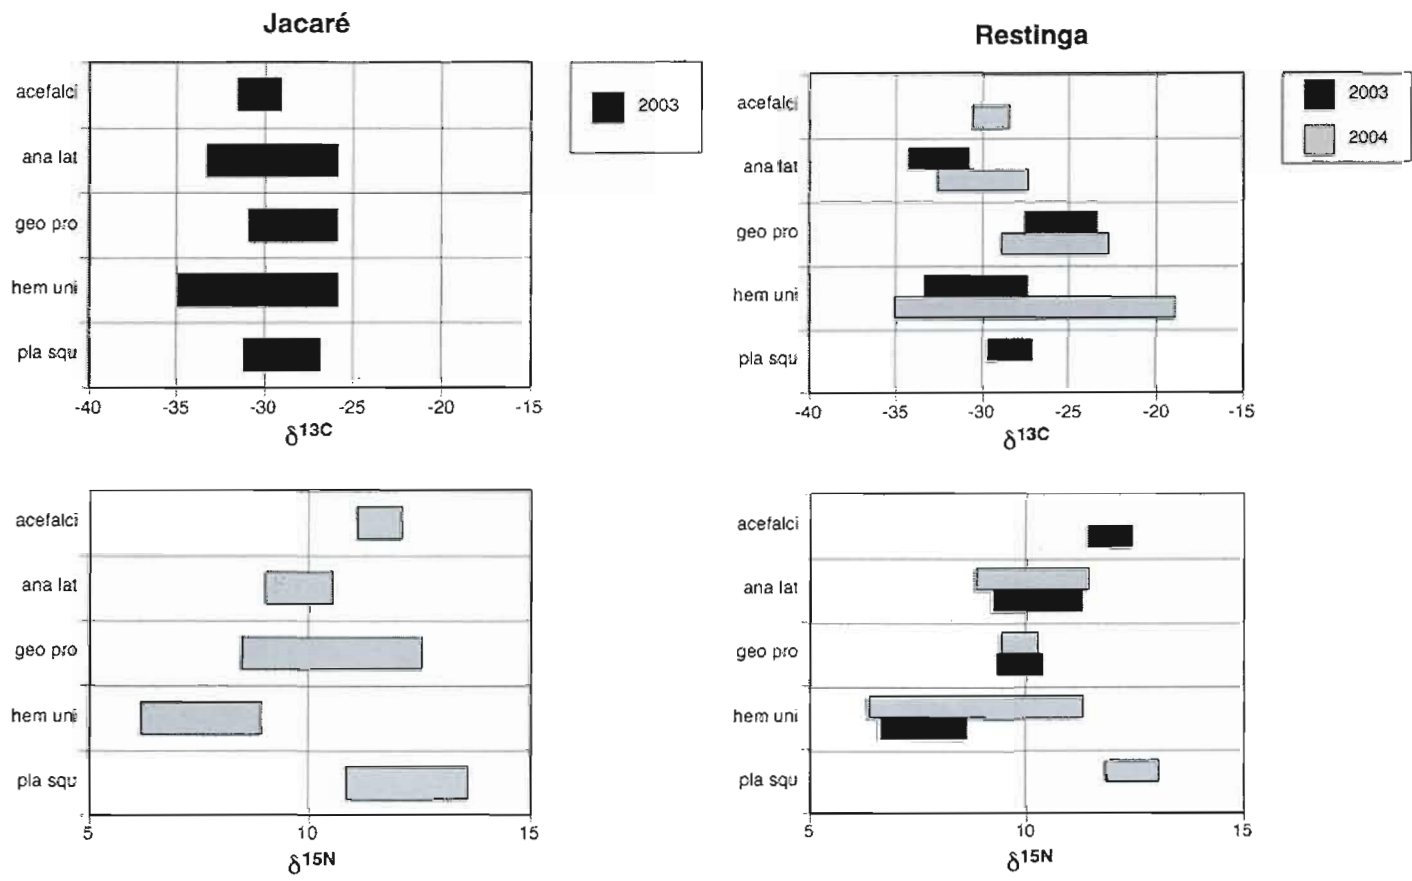 Jacaré
acefalci
ana lat
geo pro
hem uni
pla squ
-40 -35 -30 -25 -20 -15
δ13C
2003
Restinga
acefalci
ana lat
geo pro
hem uni
pla squ
-40 -35 -30 -25 -20 -15
δ13C
2003
2004
acefalci
ana lat
geo pro
hem uni
pla squ
5 10 15
δ15N
acefalci
ana lat
geo pro
hem uni
pla squ
5 10 15
δ15N